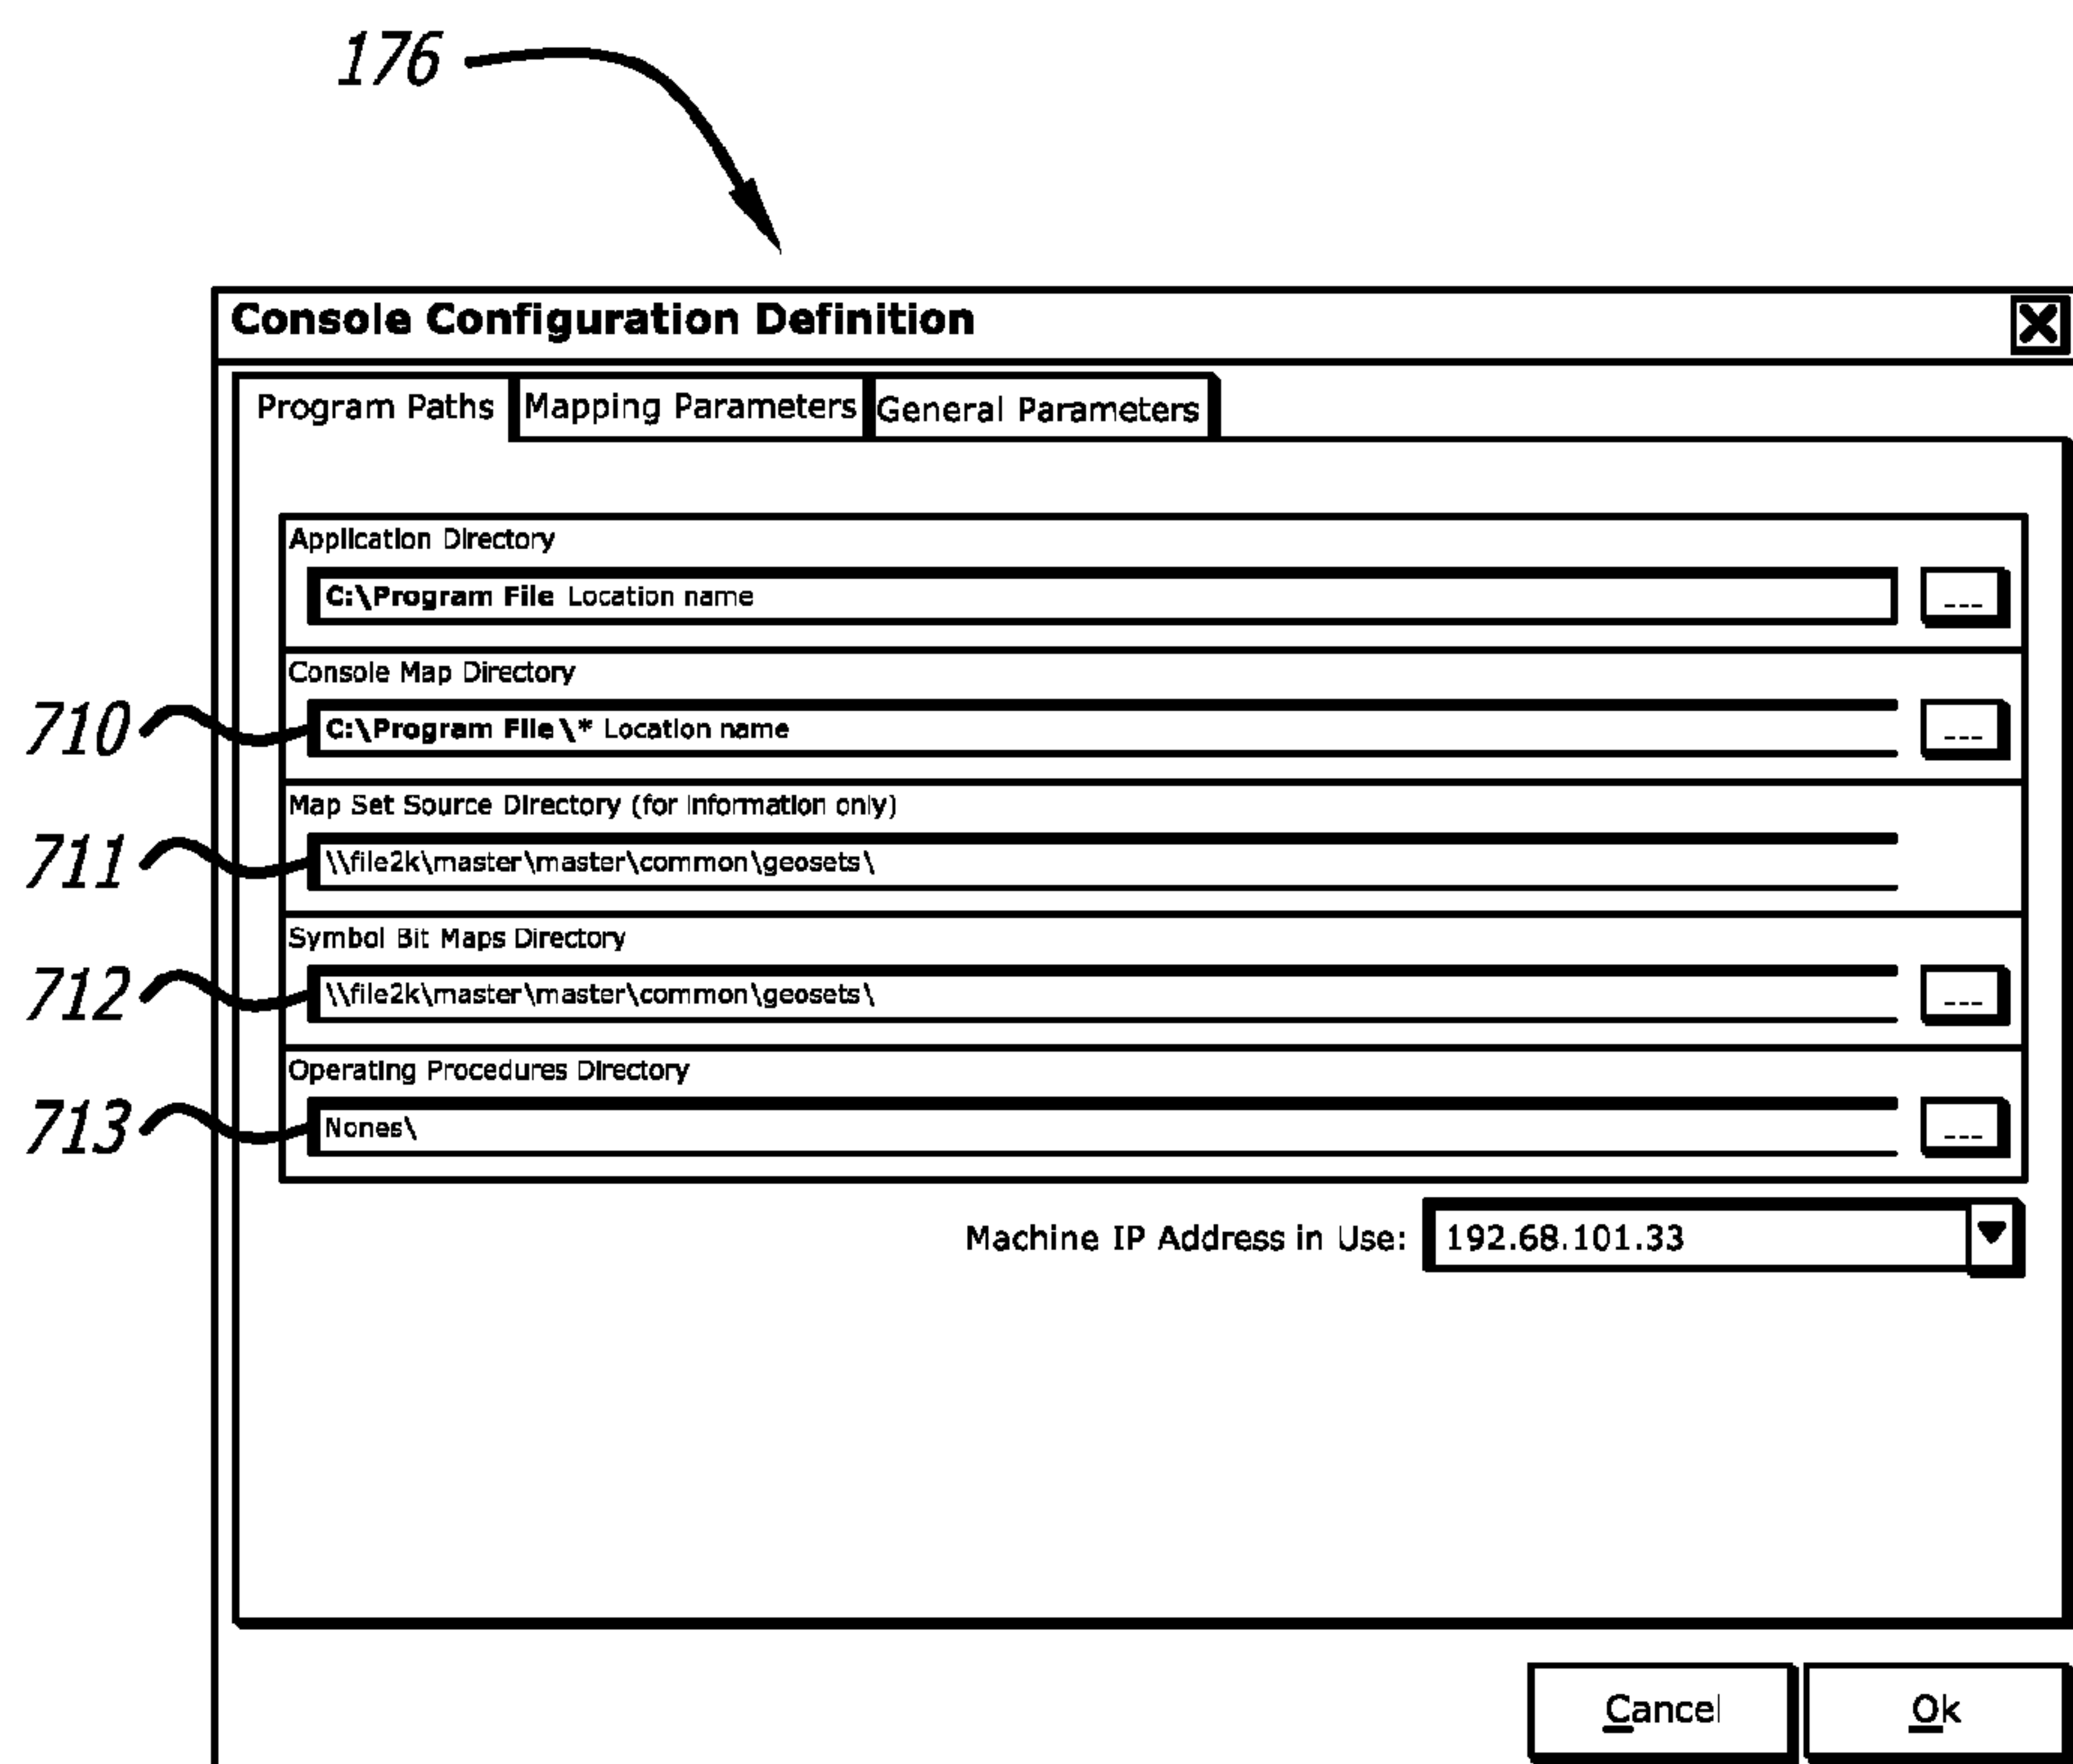 176
Console Configuration Definition
Program Paths Mapping Parameters General Parameters
Application Directory
C:\Program File Location name ---
Console Map Directory
710 C:\Program File\* Location name ---
Map Set Source Directory (for information only)
711 \\file2k\master\master\common\geosets\
Symbol Bit Maps Directory
712 \\file2k\master\master\common\geosets\ ---
Operating Procedures Directory
713 Nones\ ---
Machine IP Address in Use: 192.68.101.33
Cancel Ok